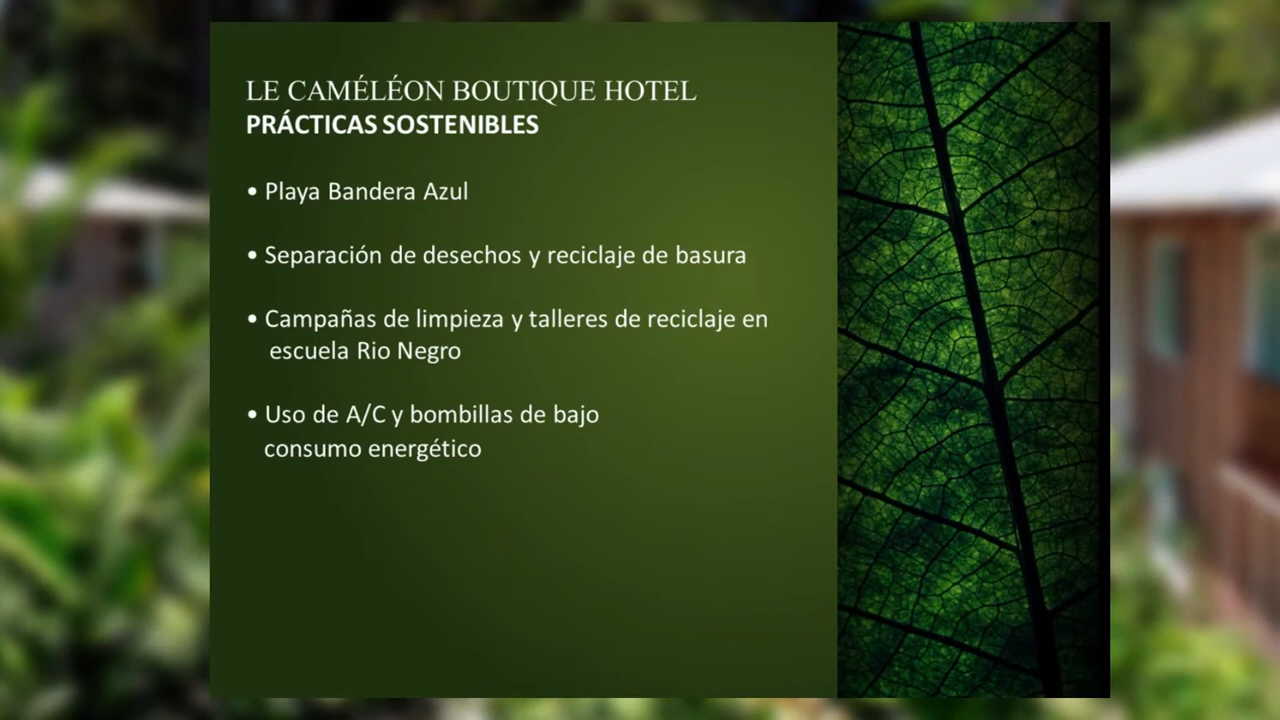 LE CAMÉLÉON BOUTIQUE HOTEL
PRÁCTICAS SOSTENIBLES
• Playa Bandera Azul
• Separación de desechos y reciclaje de basura
• Campañas de limpieza y talleres de reciclaje en
escuela Rio Negro
• Uso de A/C y bombillas de bajo
consumo energético